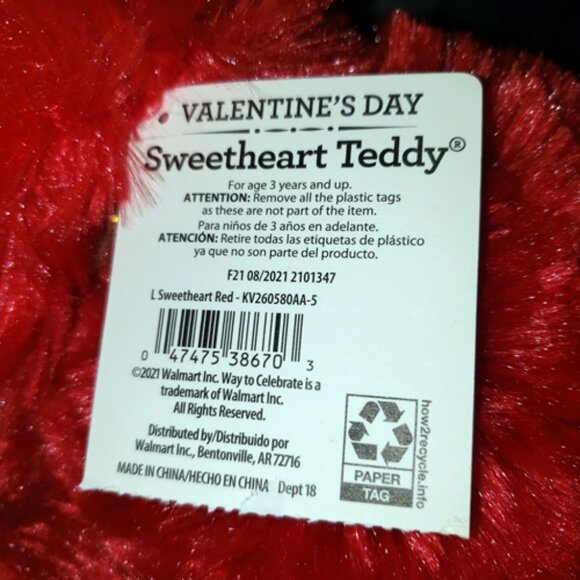 VALENTINE'S DAY
Sweetheart Teddy®
For age 3 years and up.
ATTENTION: Remove all the plastic tags
as these are not part of the item.
Para niños de 3 años en adelante.
ATENCIÓN: Retire todas las etiquetas de plástico
ya que no son parte del producto.
F21 08/2021 2101347
L Sweetheart Red - KV260580AA-5
0 47475 38670 3
©2021 Walmart Inc. Way to Celebrate is a
trademark of Walmart Inc.
All Rights Reserved.
Distributed by/Distribuido por
Walmart Inc., Bentonville, AR 72716
MADE IN CHINA/HECHO EN CHINA Dept 18
PAPER
TAG
how2recycle.info